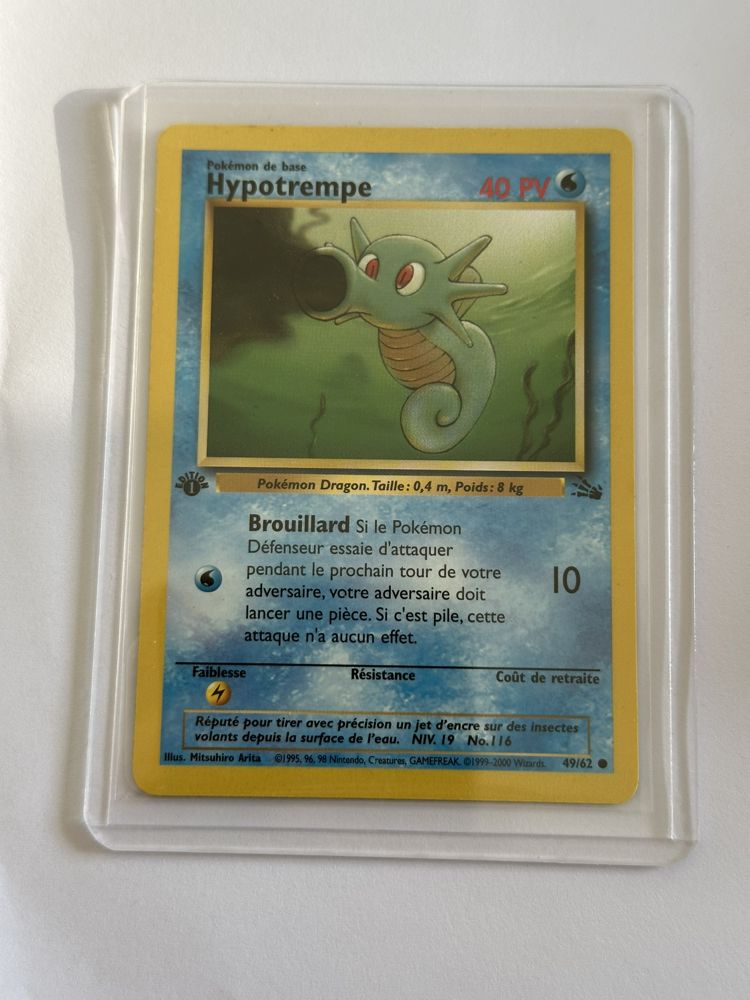 Pokémon de base
Hypotrempe 40 PV
EDITION 1
Pokémon Dragon. Taille: 0,4 m, Poids: 8 kg
Brouillard Si le Pokémon
Défenseur essaie d'attaquer
pendant le prochain tour de votre
adversaire, votre adversaire doit
lancer une pièce. Si c'est pile, cette
attaque n'a aucun effet.
10
Faiblesse Résistance Coût de retraite
Réputé pour tirer avec précision un jet d'encre sur des insectes
volants depuis la surface de l'eau. NIV. 19 No.116
Illus. Mitsuhiro Arita ©1995, 96, 98 Nintendo, Creatures, GAMEFREAK. ©1999-2000 Wizards. 49/62